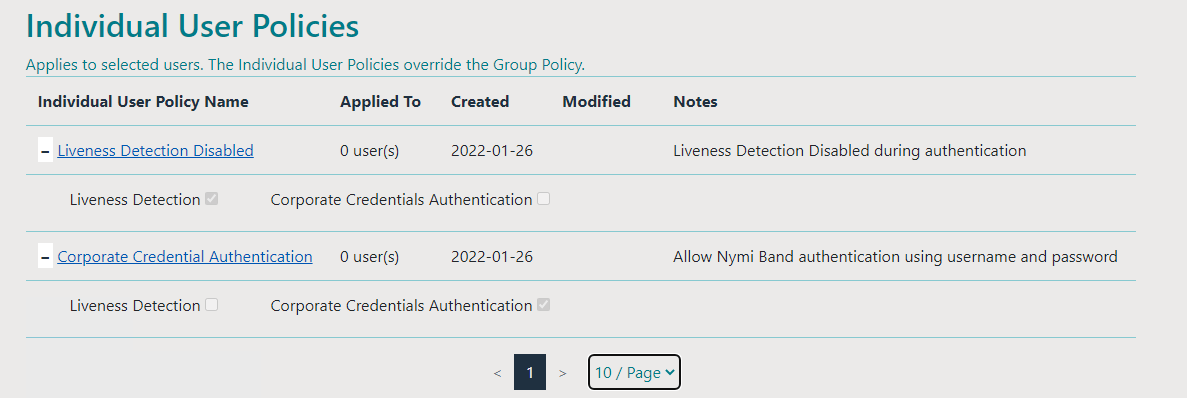 Individual User Policies
Applies to selected users. The Individual User Policies override the Group Policy.
Individual User Policy Name Applied To Created Modified Notes
– Liveness Detection Disabled 0 user(s) 2022-01-26 Liveness Detection Disabled during authentication
Liveness Detection Corporate Credentials Authentication
– Corporate Credential Authentication 0 user(s) 2022-01-26 Allow Nymi Band authentication using username and password
Liveness Detection Corporate Credentials Authentication
< 1 > 10 / Page